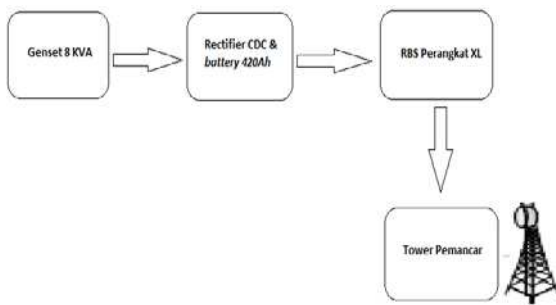 Genset 8 KVA
Rectifier CDC &
battery 420Ah
RBS Perangkat XL
Tower Pemancar